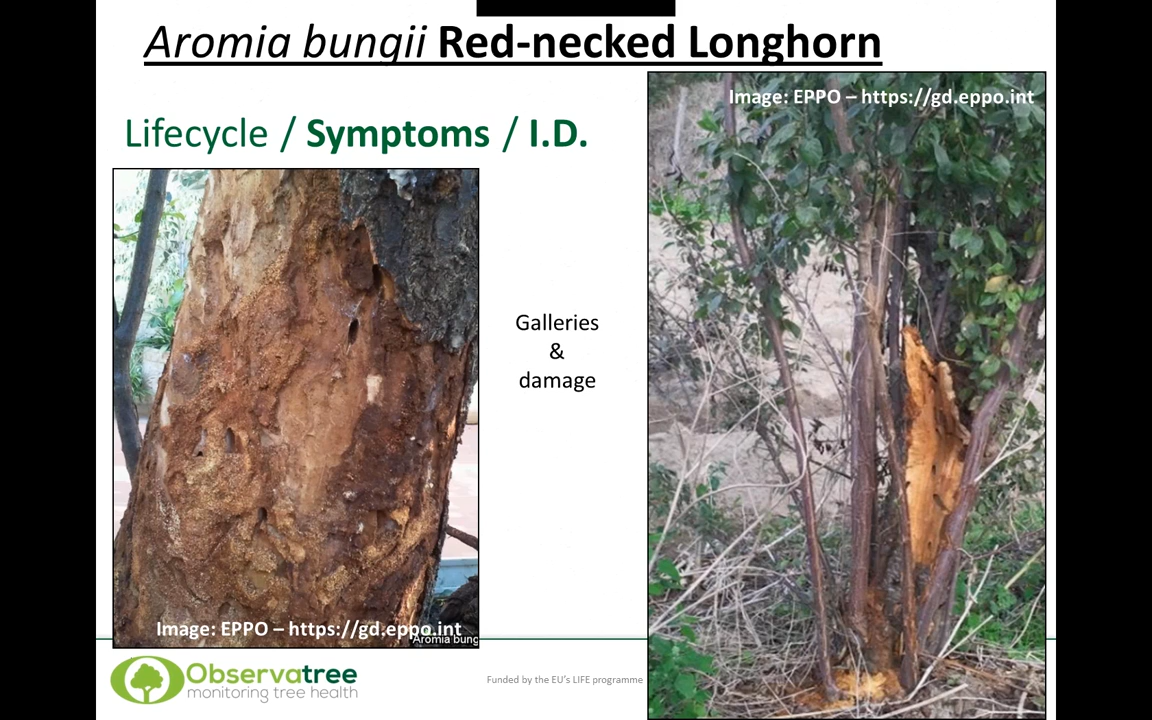 Aromia bungii Red-necked Longhorn
Image: EPPO – https://gd.eppo.int
Lifecycle / Symptoms / I.D.
Galleries
&
damage
Image: EPPO – https://gd.eppo.int
Aromia bung
Observatree
monitoring tree health
Funded by the EU's LIFE programme